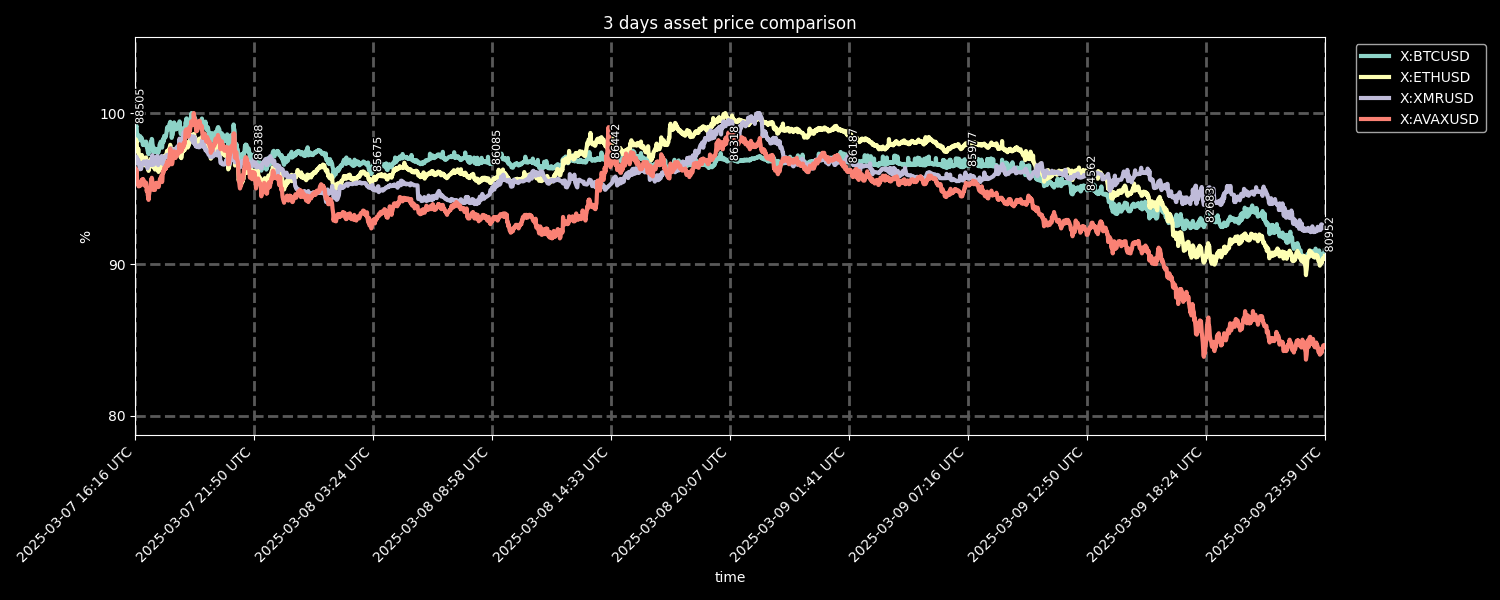 3 days asset price comparison
X:BTCUSD
X:ETHUSD
X:XMRUSD
X:AVAXUSD
100
90
80
%
88505
86388
85675
86085
86442
86318
86187
85977
84562
82683
80952
2025-03-07 16:16 UTC
2025-03-07 21:50 UTC
2025-03-08 03:24 UTC
2025-03-08 08:58 UTC
2025-03-08 14:33 UTC
2025-03-08 20:07 UTC
2025-03-09 01:41 UTC
2025-03-09 07:16 UTC
2025-03-09 12:50 UTC
2025-03-09 18:24 UTC
2025-03-09 23:59 UTC
time